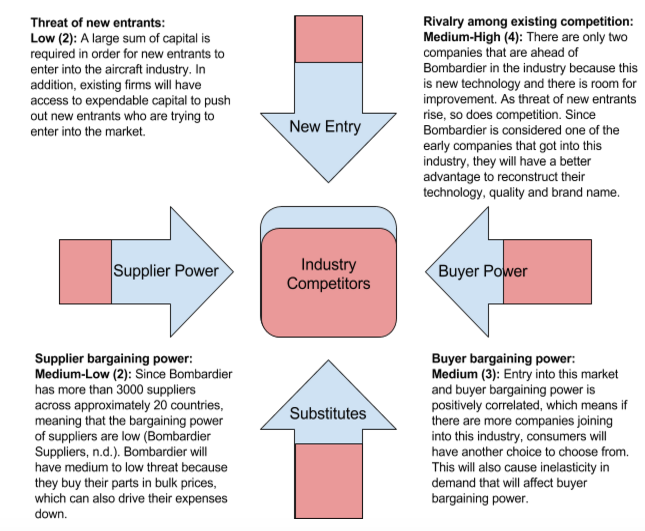 Threat of new entrants:
Low (2): A large sum of capital is
required in order for new entrants to
enter into the aircraft industry. In
addition, existing firms will have
access to expendable capital to push
out new entrants who are trying to
enter into the market.
New Entry
Rivalry among existing competition:
Medium-High (4): There are only two
companies that are ahead of
Bombardier in the industry because this
is new technology and there is room for
improvement. As threat of new entrants
rise, so does competition. Since
Bombardier is considered one of the
early companies that got into this
industry, they will have a better
advantage to reconstruct their
technology, quality and brand name.
Supplier Power
Industry
Competitors
Buyer Power
Supplier bargaining power:
Medium-Low (2): Since Bombardier
has more than 3000 suppliers
across approximately 20 countries,
meaning that the bargaining power
of suppliers are low (Bombardier
Suppliers, n.d.). Bombardier will
have medium to low threat because
they buy their parts in bulk prices,
which can also drive their expenses
down.
Substitutes
Buyer bargaining power:
Medium (3): Entry into this market
and buyer bargaining power is
positively correlated, which means if
there are more companies joining
into this industry, consumers will
have another choice to choose from.
This will also cause inelasticity in
demand that will affect buyer
bargaining power.